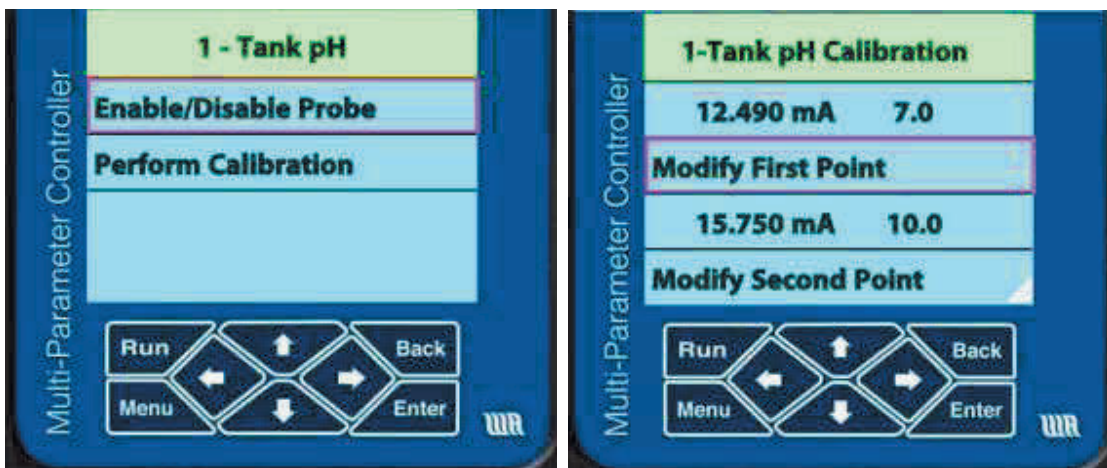 1 - Tank pH
Enable/Disable Probe
Perform Calibration
Multi-Parameter Controller
Run
Back
Menu
Enter
WA
1-Tank pH Calibration
12.490 mA 7.0
Modify First Point
15.750 mA 10.0
Modify Second Point
Multi-Parameter Controller
Run
Back
Menu
Enter
WA